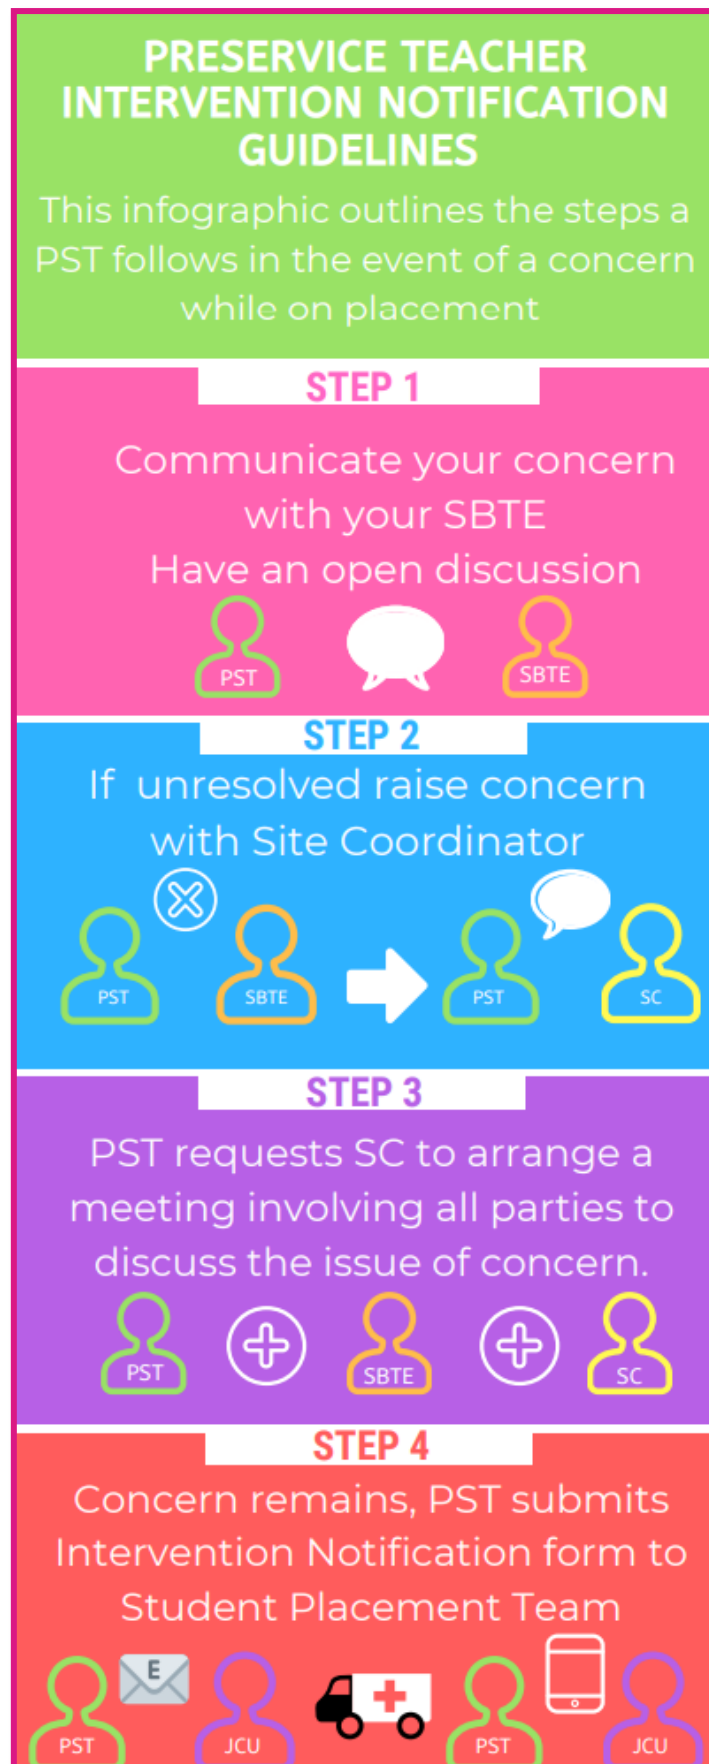 PRESERVICE TEACHER
INTERVENTION NOTIFICATION
GUIDELINES
This infographic outlines the steps a
PST follows in the event of a concern
while on placement
STEP 1
Communicate your concern
with your SBTE
Have an open discussion
PST
SBTE
STEP 2
If unresolved raise concern
with Site Coordinator
PST
SBTE
PST
SC
STEP 3
PST requests SC to arrange a
meeting involving all parties to
discuss the issue of concern.
PST
SBTE
SC
STEP 4
Concern remains, PST submits
Intervention Notification form to
Student Placement Team
E
PST
JCU
PST
JCU